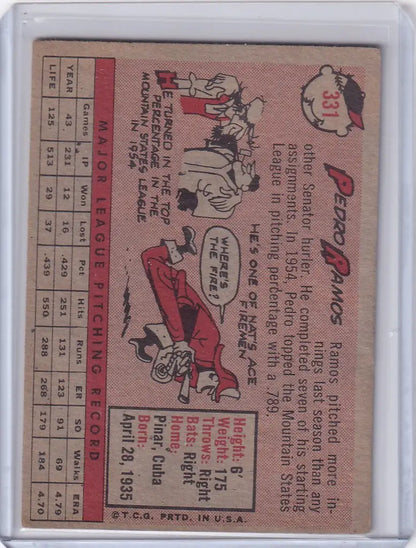 331
PEDRO RAMOS
Ramos pitched more in-
nings last season than any
other Senator hurler. He completed seven of his starting
assignments. In 1954, Pedro topped the Mountain States
League in pitching percentage with a 789.
HE TURNED IN THE TOP
PERCENTAGE IN THE
MOUNTAIN STATES LEAGUE
IN 1954
HE'S ONE OF NAT'S ACE
FIREMEN
WHERE'S
THE FIRE?
Height: 6'
Weight: 175
Throws: Right
Bats: Right
Home:
Pinar, Cuba
Born:
April 28, 1935
MAJOR LEAGUE PITCHING RECORD
Games IP Won Lost Pct Hits Runs ER SO Walks ERA
YEAR 43 231 12 16 .429 251 131 123 91 69 4.79
LIFE 125 513 29 37 .439 550 288 268 179 184 4.70
©T.C.G. PRTD. IN U.S.A.